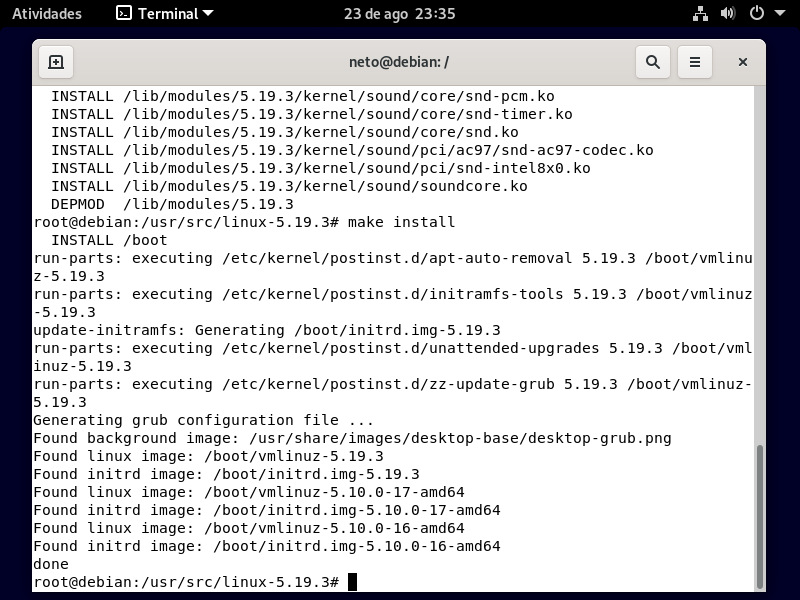 Atividades Terminal 23 de ago 23:35
neto@debian: /
INSTALL /lib/modules/5.19.3/kernel/sound/core/snd-pcm.ko
INSTALL /lib/modules/5.19.3/kernel/sound/core/snd-timer.ko
INSTALL /lib/modules/5.19.3/kernel/sound/core/snd.ko
INSTALL /lib/modules/5.19.3/kernel/sound/pci/ac97/snd-ac97-codec.ko
INSTALL /lib/modules/5.19.3/kernel/sound/pci/snd-intel8x0.ko
INSTALL /lib/modules/5.19.3/kernel/sound/soundcore.ko
DEPMOD  /lib/modules/5.19.3
root@debian:/usr/src/linux-5.19.3# make install
INSTALL /boot
run-parts: executing /etc/kernel/postinst.d/apt-auto-removal 5.19.3 /boot/vmlinu
z-5.19.3
run-parts: executing /etc/kernel/postinst.d/initramfs-tools 5.19.3 /boot/vmlinuz
-5.19.3
update-initramfs: Generating /boot/initrd.img-5.19.3
run-parts: executing /etc/kernel/postinst.d/unattended-upgrades 5.19.3 /boot/vml
inuz-5.19.3
run-parts: executing /etc/kernel/postinst.d/zz-update-grub 5.19.3 /boot/vmlinuz-
5.19.3
Generating grub configuration file ...
Found background image: /usr/share/images/desktop-base/desktop-grub.png
Found linux image: /boot/vmlinuz-5.19.3
Found initrd image: /boot/initrd.img-5.19.3
Found linux image: /boot/vmlinuz-5.10.0-17-amd64
Found initrd image: /boot/initrd.img-5.10.0-17-amd64
Found linux image: /boot/vmlinuz-5.10.0-16-amd64
Found initrd image: /boot/initrd.img-5.10.0-16-amd64
done
root@debian:/usr/src/linux-5.19.3#